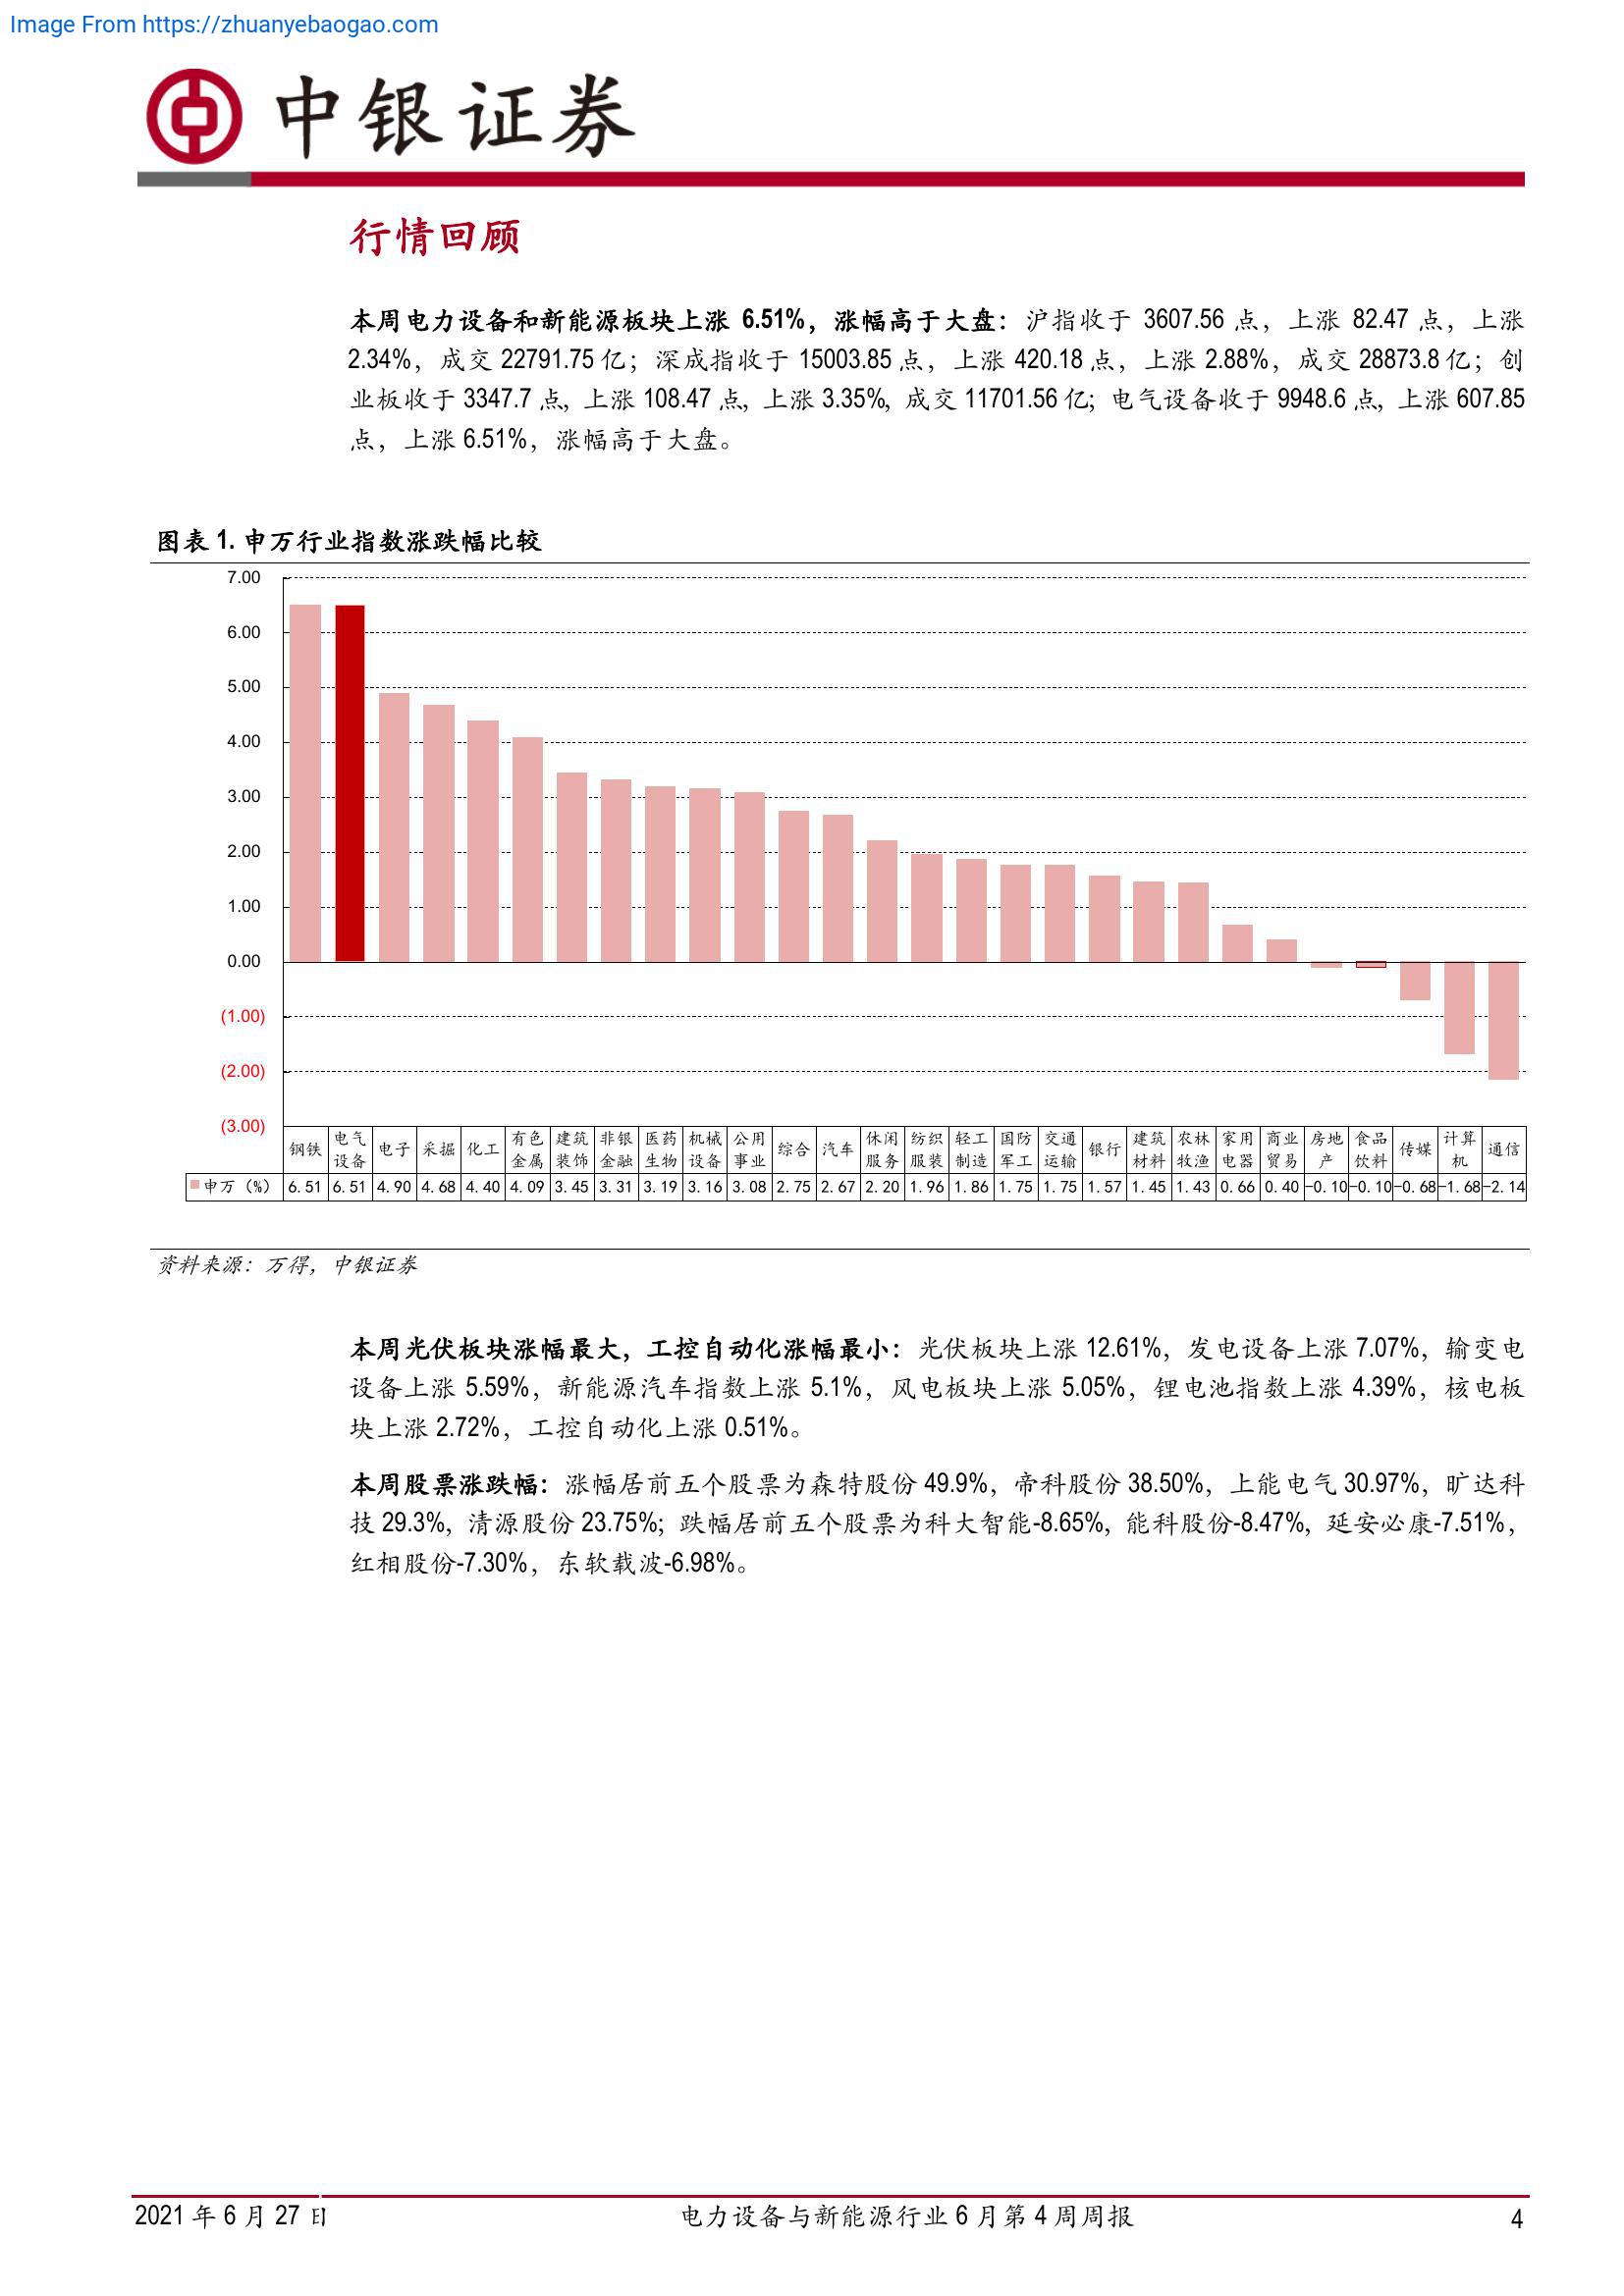 Image From https://zhuanyebaogao.com
中银证券
行情回顾
本周电力设备和新能源板块上涨 6.51%，涨幅高于大盘：沪指收于 3607.56 点，上涨 82.47 点，上涨
2.34%，成交 22791.75 亿；深成指收于 15003.85 点，上涨 420.18 点，上涨 2.88%，成交 28873.8 亿；创
业板收于 3347.7 点，上涨 108.47 点，上涨 3.35%，成交 11701.56 亿；电气设备收于 9948.6 点，上涨 607.85
点，上涨 6.51%，涨幅高于大盘。
图表 1. 申万行业指数涨跌幅比较
7.00
6.00
5.00
4.00
3.00
2.00
1.00
0.00
(1.00)
(2.00)
(3.00)
钢铁 电气设备 电子 采掘 化工 有色金属 建筑装饰 非银金融 医药生物 机械设备 公用事业 综合 汽车 休闲服务 纺织服装 轻工制造 国防军工 交通运输 银行 建筑材料 农林牧渔 家用电器 商业贸易 房地产 食品饮料 传媒 计算机 通信
申万（%） 6.51 6.51 4.90 4.68 4.40 4.09 3.45 3.31 3.19 3.16 3.08 2.75 2.67 2.20 1.96 1.86 1.75 1.75 1.57 1.45 1.43 0.66 0.40 -0.10 -0.10 -0.68 -1.68 -2.14
资料来源：万得，中银证券
本周光伏板块涨幅最大，工控自动化涨幅最小：光伏板块上涨 12.61%，发电设备上涨 7.07%，输变电
设备上涨 5.59%，新能源汽车指数上涨 5.1%，风电板块上涨 5.05%，锂电池指数上涨 4.39%，核电板
块上涨 2.72%，工控自动化上涨 0.51%。
本周股票涨跌幅：涨幅居前五个股票为森特股份 49.9%，帝科股份 38.50%，上能电气 30.97%，旷达科
技 29.3%，清源股份 23.75%；跌幅居前五个股票为科大智能-8.65%，能科股份-8.47%，延安必康-7.51%，
红相股份-7.30%，东软载波-6.98%。
2021 年 6 月 27 日
电力设备与新能源行业 6 月第 4 周周报
4